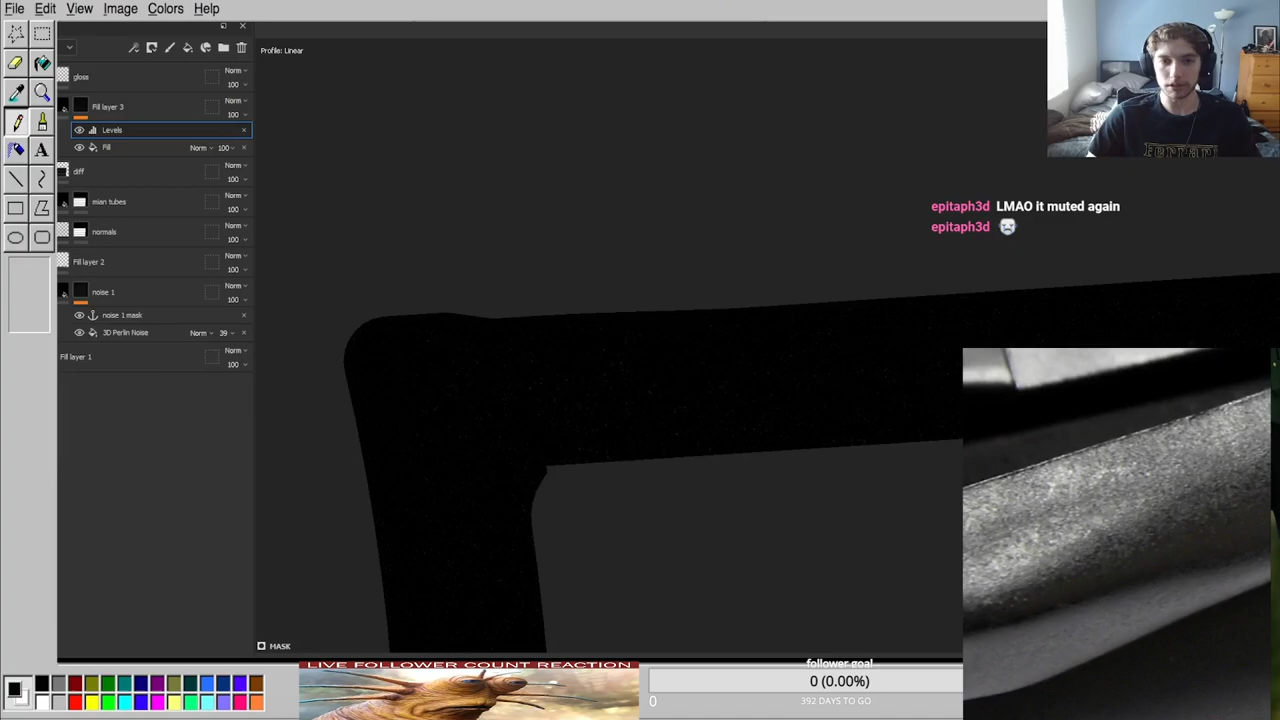 File Edit View Image Colors Help
Profile: Linear
gloss
Norm
100
Fill layer 3
Norm
100
Levels
Fill Norm 100
diff
Norm
100
mian tubes
Norm
100
normals
Norm
100
Fill layer 2
Norm
100
noise 1
Norm
100
noise 1 mask
3D Perlin Noise Norm 39
Fill layer 1
Norm
100
Ferrari
epitaph3d LMAO it muted again
epitaph3d
MASK
LIVE FOLLOWER COUNT REACTION
follower goal
0 (0.00%)
0
392 DAYS TO GO